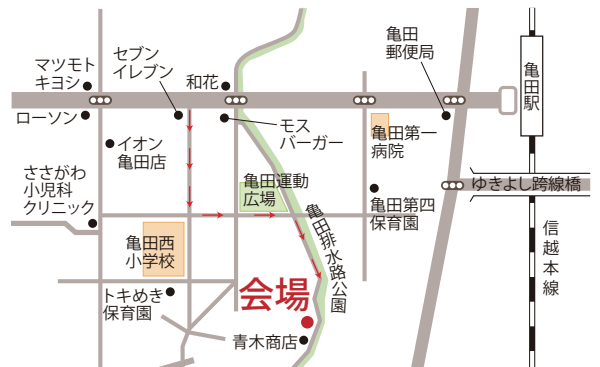 マツモト
キヨシ
セブン
イレブン
和花
亀田
郵便局
亀田駅
ローソン
イオン
亀田店
モス
バーガー
亀田第一
病院
ささがわ
小児科
クリニック
亀田運動
広場
亀田第四
保育園
ゆきよし跨線橋
亀田排水路公園
信越本線
亀田西
小学校
会場
トキめき
保育園
青木商店